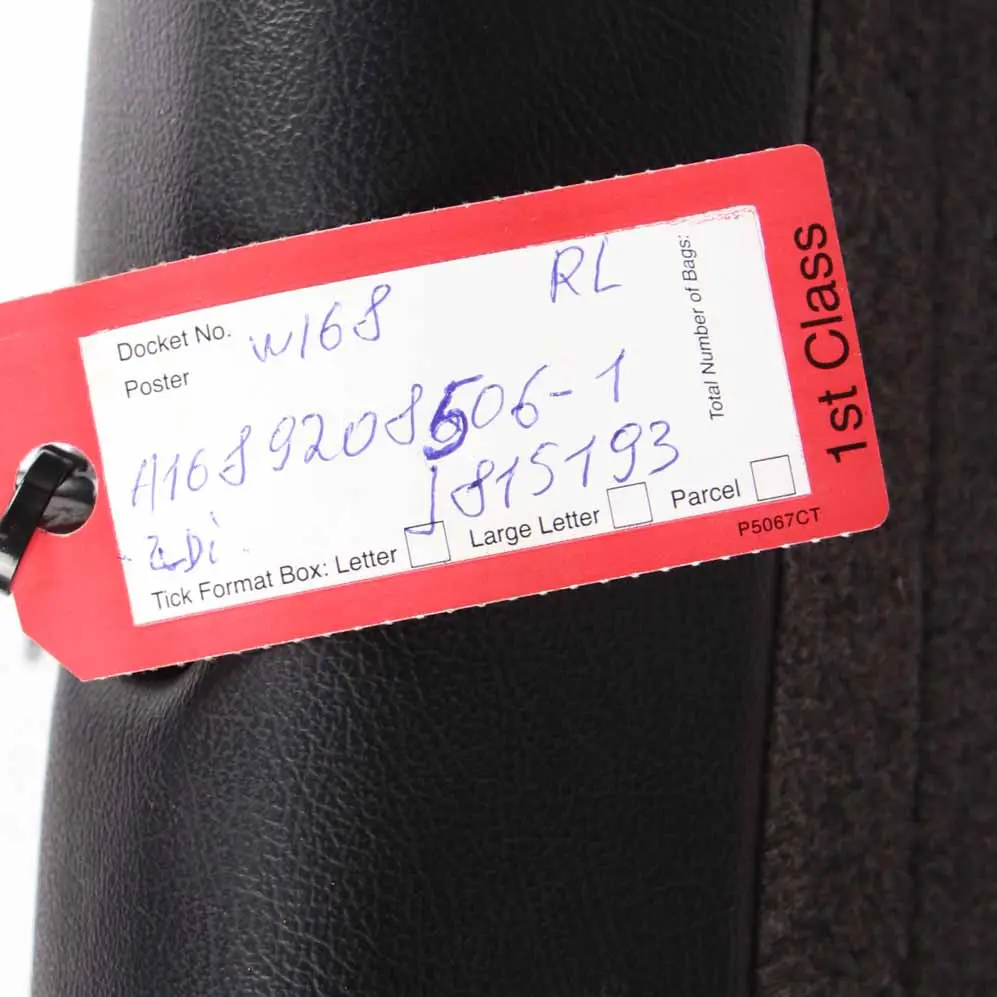 Docket No. W168 RL
Poster
A1689208506-1
J815193
Tick Format Box: Letter Large Letter Parcel
P5067CT
Total Number of Bags:
1st Class